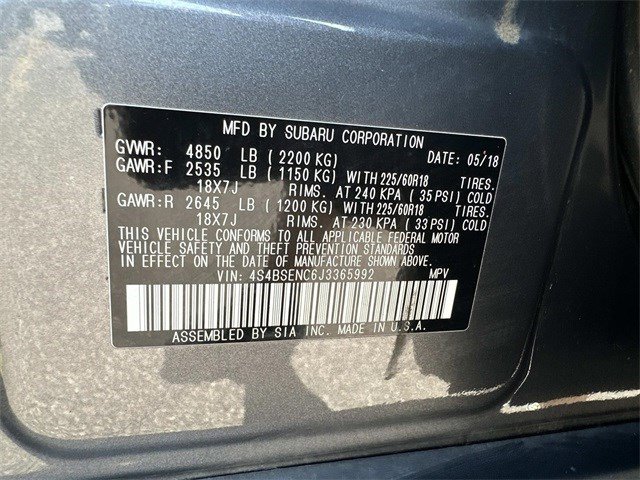 MFD BY SUBARU CORPORATION
GVWR: 4850 LB ( 2200 KG) DATE: 05/18
GAWR:F 2535 LB ( 1150 KG) WITH 225/60R18 TIRES.
18X7J RIMS. AT 240 KPA ( 35 PSI) COLD
GAWR:R 2645 LB ( 1200 KG) WITH 225/60R18 TIRES.
18X7J RIMS. AT 230 KPA ( 33 PSI) COLD
THIS VEHICLE CONFORMS TO ALL APPLICABLE FEDERAL MOTOR
VEHICLE SAFETY AND THEFT PREVENTION STANDARDS
IN EFFECT ON THE DATE OF MANUFACTURE SHOWN ABOVE.
VIN: 4S4BSENC6J3365992 MPV
ASSEMBLED BY SIA INC. MADE IN U.S.A.